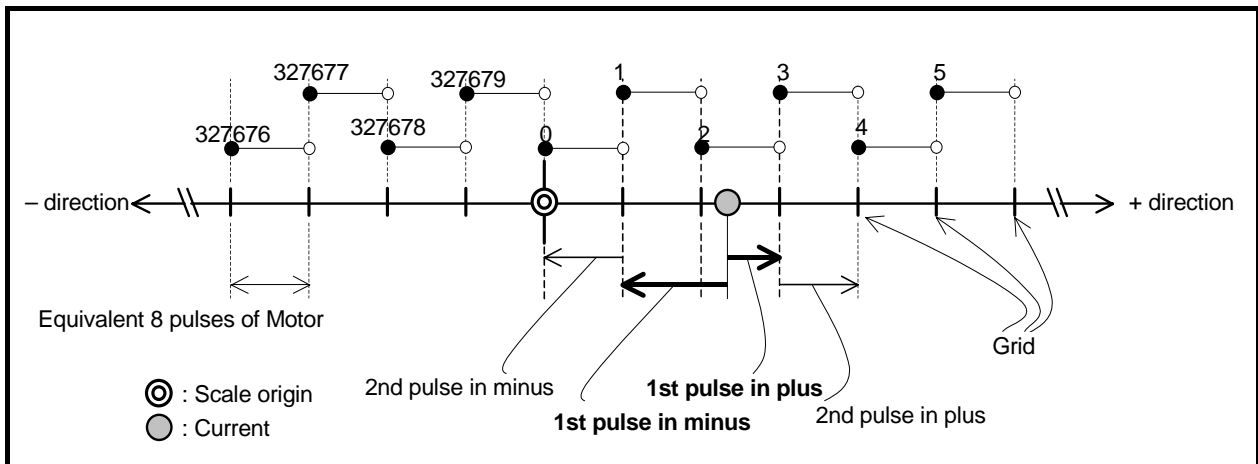 327677 327679 1 3 5
327676 327678 0 2 4
– direction + direction
Equivalent 8 pulses of Motor
Grid
2nd pulse in minus 1st pulse in plus
: Scale origin
1st pulse in minus 2nd pulse in plus
: Current